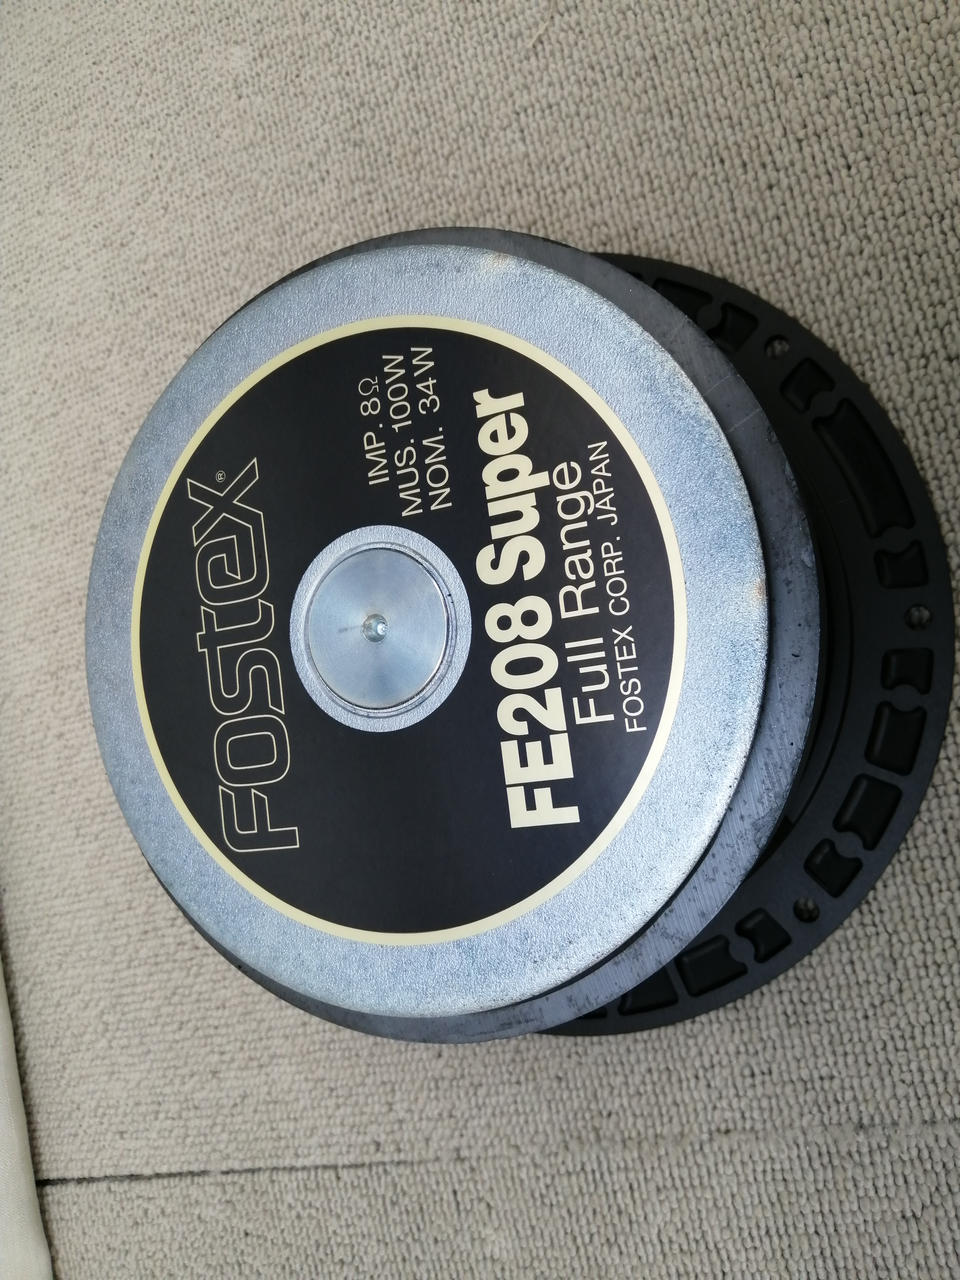 Fostex®
IMP. 8Ω
MUS. 100W
NOM. 34W
FE208 Super
Full Range
FOSTEX CORP. JAPAN